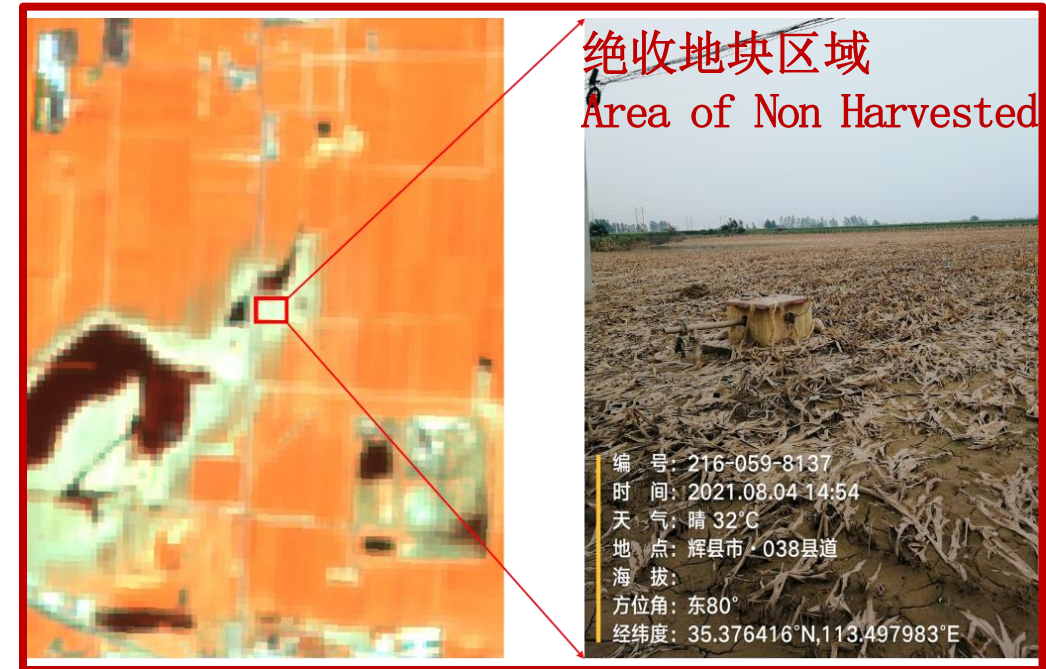 绝收地块区域
Area of Non Harvested
编 号：216-059-8137
时 间：2021.08.04 14:54
天 气：晴 32℃
地 点：辉县市·038县道
海 拔：
方位角：东80°
经纬度：35.376416°N,113.497983°E